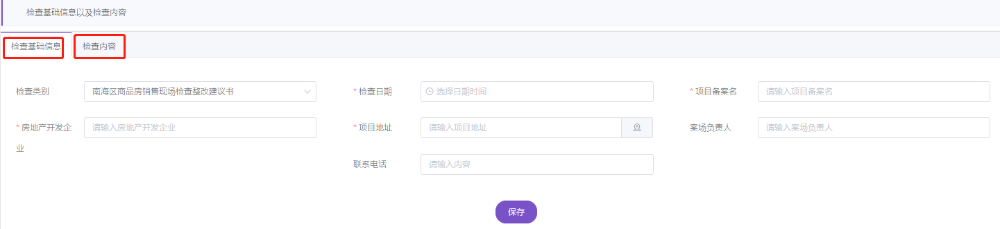 检查基础信息以及检查内容
检查基础信息 检查内容
检查类别 南海区商品房销售现场检查整改建议书 * 检查日期 选择日期时间 * 项目备案名 请输入项目备案名
* 房地产开发企 请输入房地产开发企业 * 项目地址 请输入项目地址 案场负责人 请输入案场负责人
业
联系电话 请输入内容
保存